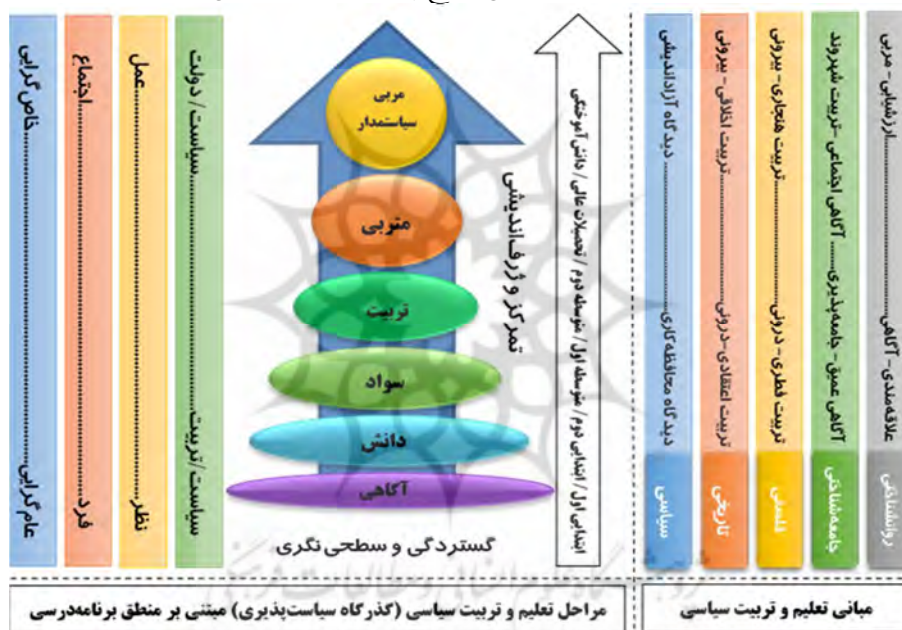 ارزشیابی - مربی..........علاقه‌مندی - آگاهی
روانشناختی
آگاهی اجتماعی - تربیت شهروند..........آگاهی عمیق - جامعه‌پذیری
جامعه‌شناختی
تربیت هنجاری - بیرونی..........تربیت فطری - درونی
فلسفی
تربیت اخلاقی - بیرونی..........تربیت اعتقادی - درونی
تاریخی
دیدگاه آزاداندیشی..........دیدگاه محافظه‌کاری
سیاسی
مبانی تعلیم و تربیت سیاسی
ابتدایی اول / ابتدایی دوم / متوسطه اول / متوسطه دوم / تحصیلات عالی / دانش آموختگی
تمرکز و ژرف‌اندیشی
مربی
سیاستمدار
متربی
تربیت
سواد
دانش
آگاهی
گستردگی و سطحی نگری
سیاست/ دولت..........سیاست/تربیت
عمل..........نظر
اجتماع..........فرد
خاص گرایی..........عام گرایی
مراحل تعلیم و تربیت سیاسی (گذرگاه سیاست‌پذیری) مبتنی بر منطق برنامه‌درسی